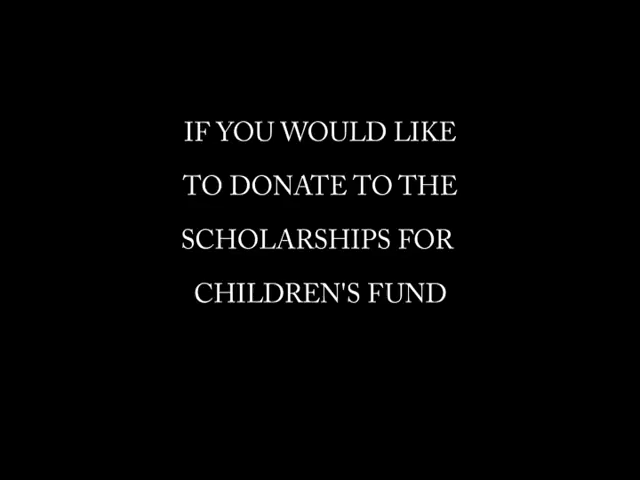 IF YOU WOULD LIKE
TO DONATE TO THE
SCHOLARSHIPS FOR
CHILDREN'S FUND